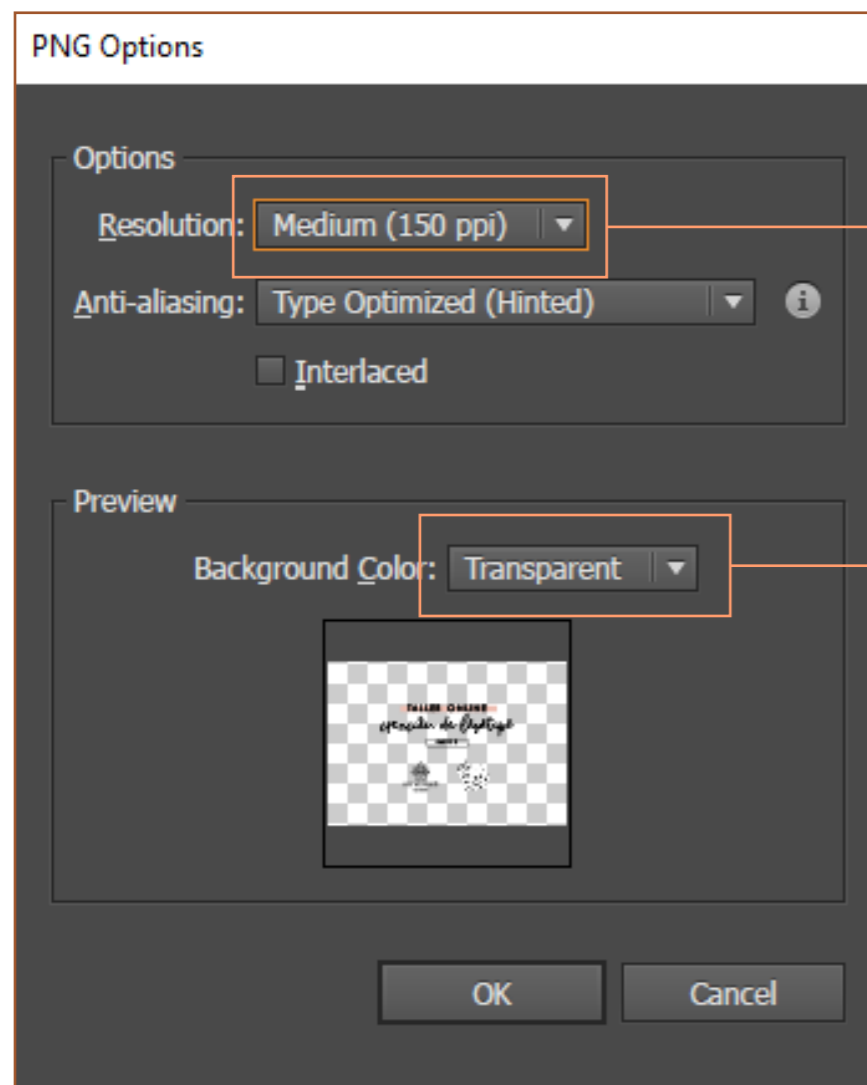 PNG Options
Options
Resolution: Medium (150 ppi)
Anti-aliasing: Type Optimized (Hinted)
Interlaced
Preview
Background Color: Transparent
TALLER ONLINE
OK Cancel